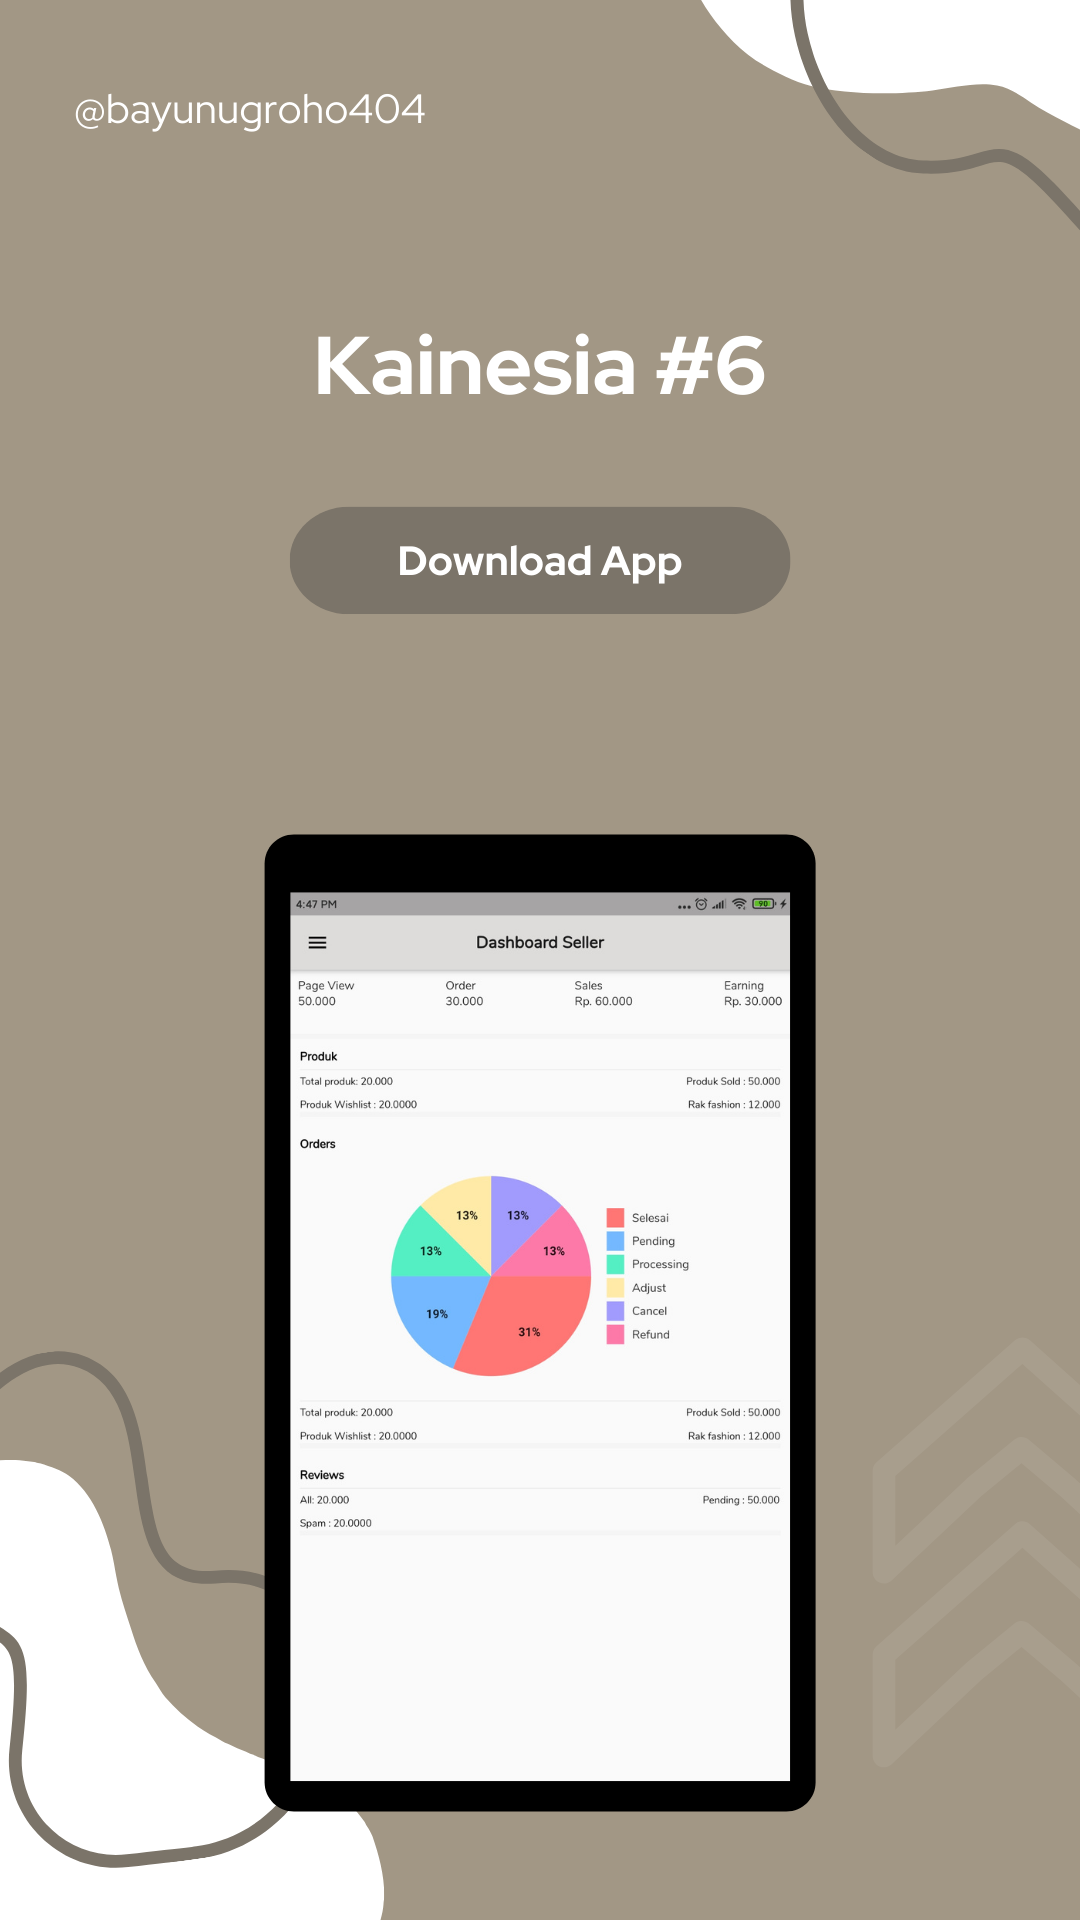 @bayunugroho404
Kainesia #6
Download App
4:47 PM
90
Dashboard Seller
Page View
50.000
Order
30.000
Sales
Rp. 60.000
Earning
Rp. 30.000
Produk
Total produk: 20.000
Produk Sold : 50.000
Produk Wishlist : 20.0000
Rak fashion : 12.000
Orders
13%
13%
13%
13%
19%
31%
Selesai
Pending
Processing
Adjust
Cancel
Refund
Total produk: 20.000
Produk Sold : 50.000
Produk Wishlist : 20.0000
Rak fashion : 12.000
Reviews
All: 20.000
Pending : 50.000
Spam : 20.0000